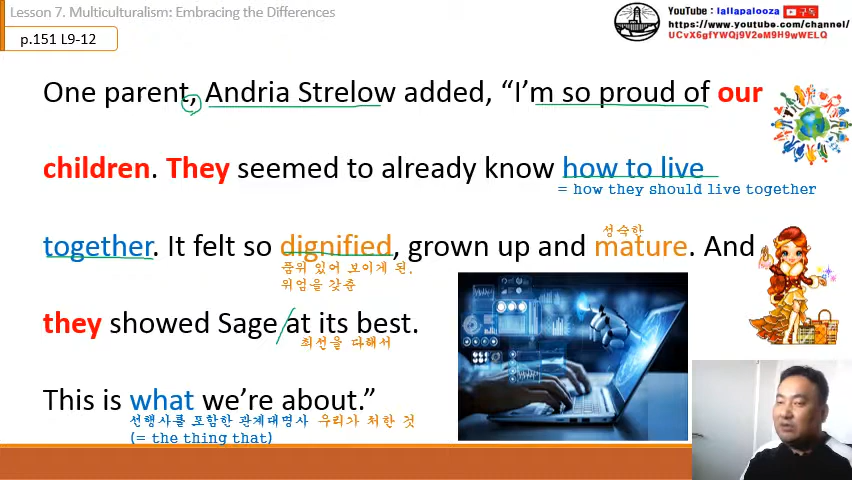 Lesson 7. Multiculturalism: Embracing the Differences
YouTube : lallapalooza 구독
https://www.youtube.com/channel/
UCvX6gfYWQj9V2eM9H9wWELQ
p.151 L9-12
One parent, Andria Strelow added, “I’m so proud of our
children. They seemed to already know how to live
= how they should live together
성숙한
together. It felt so dignified, grown up and mature. And
품위 있어 보이게 된,
위엄을 갖춘
they showed Sage at its best.
최선을 다해서
This is what we’re about.”
선행사를 포함한 관계대명사 우리가 처한 것
(= the thing that)